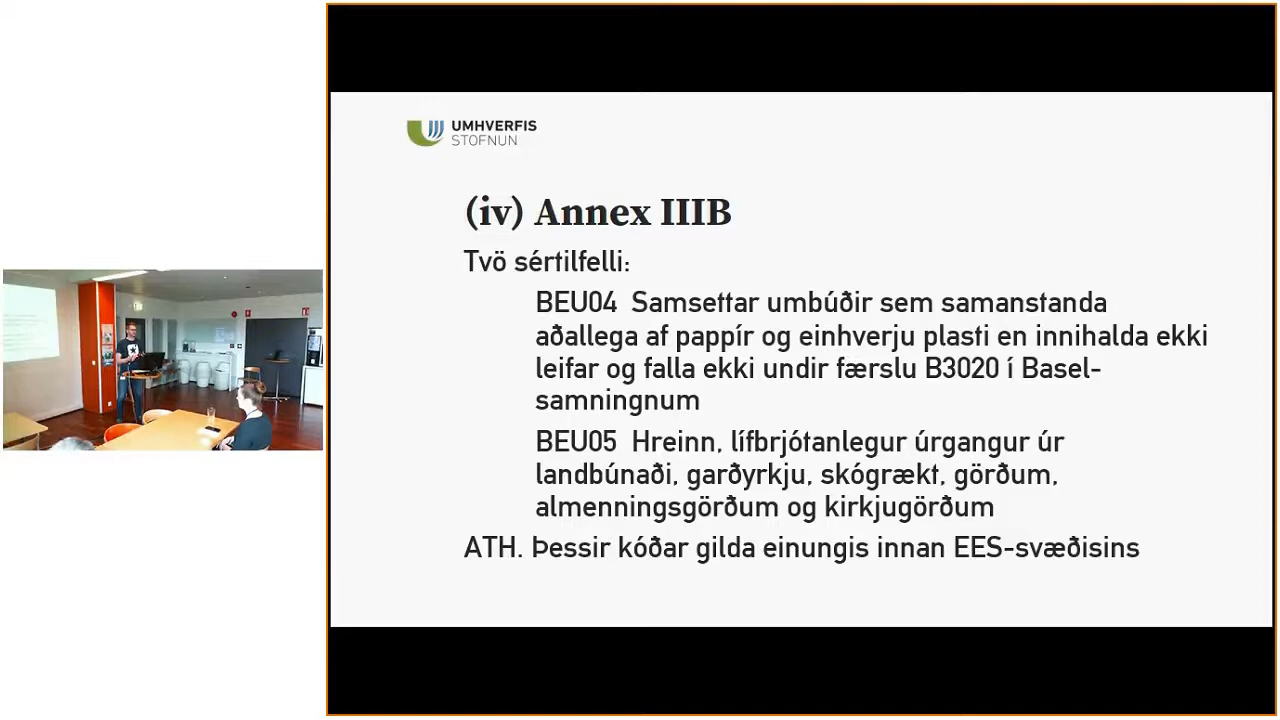 UMHVERFIS
STOFNUN
(iv) Annex IIIB
Tvö sértilfelli:
BEU04 Samsettar umbúðir sem samanstanda
aðallega af pappír og einhverju plasti en innihalda ekki
leifar og falla ekki undir færslu B3020 í Basel-
samningnum
BEU05 Hreinn, lífbrjótanlegur úrgangur úr
landbúnaði, garðyrkju, skógrækt, görðum,
almenningsgörðum og kirkjugörðum
ATH. Þessir kóðar gilda einungis innan EES-svæðisins